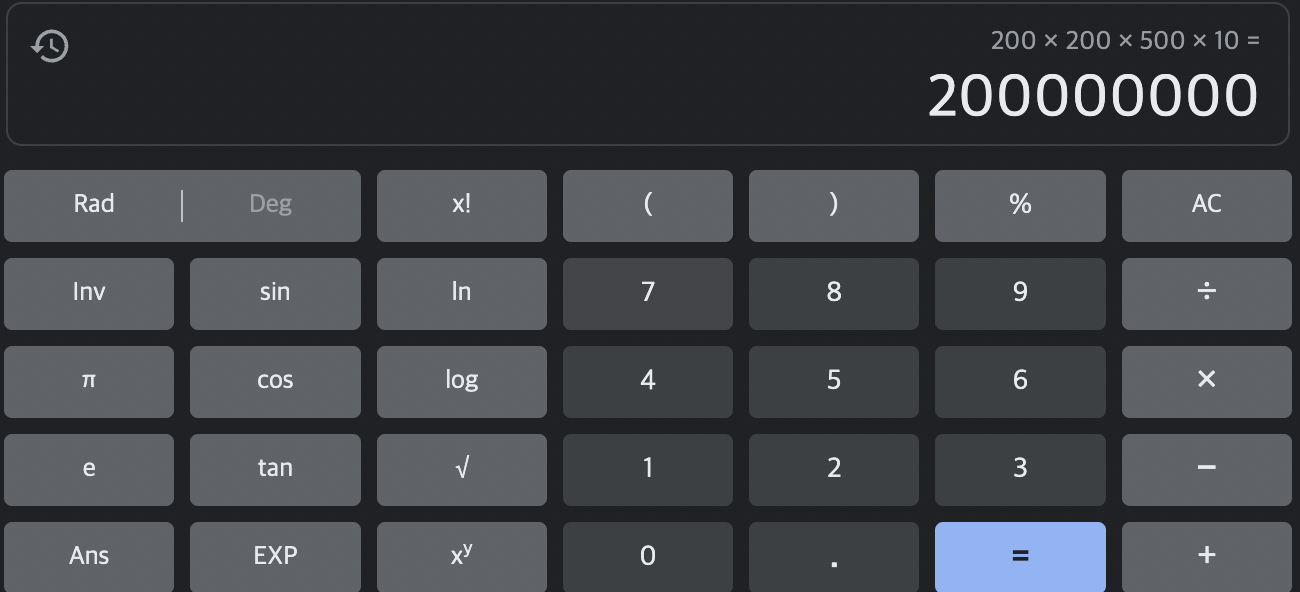 200 × 200 × 500 × 10 =
200000000
Rad | Deg x! ( ) % AC
Inv sin ln 7 8 9 ÷
π cos log 4 5 6 ×
e tan √ 1 2 3 −
Ans EXP xʸ 0 . = +